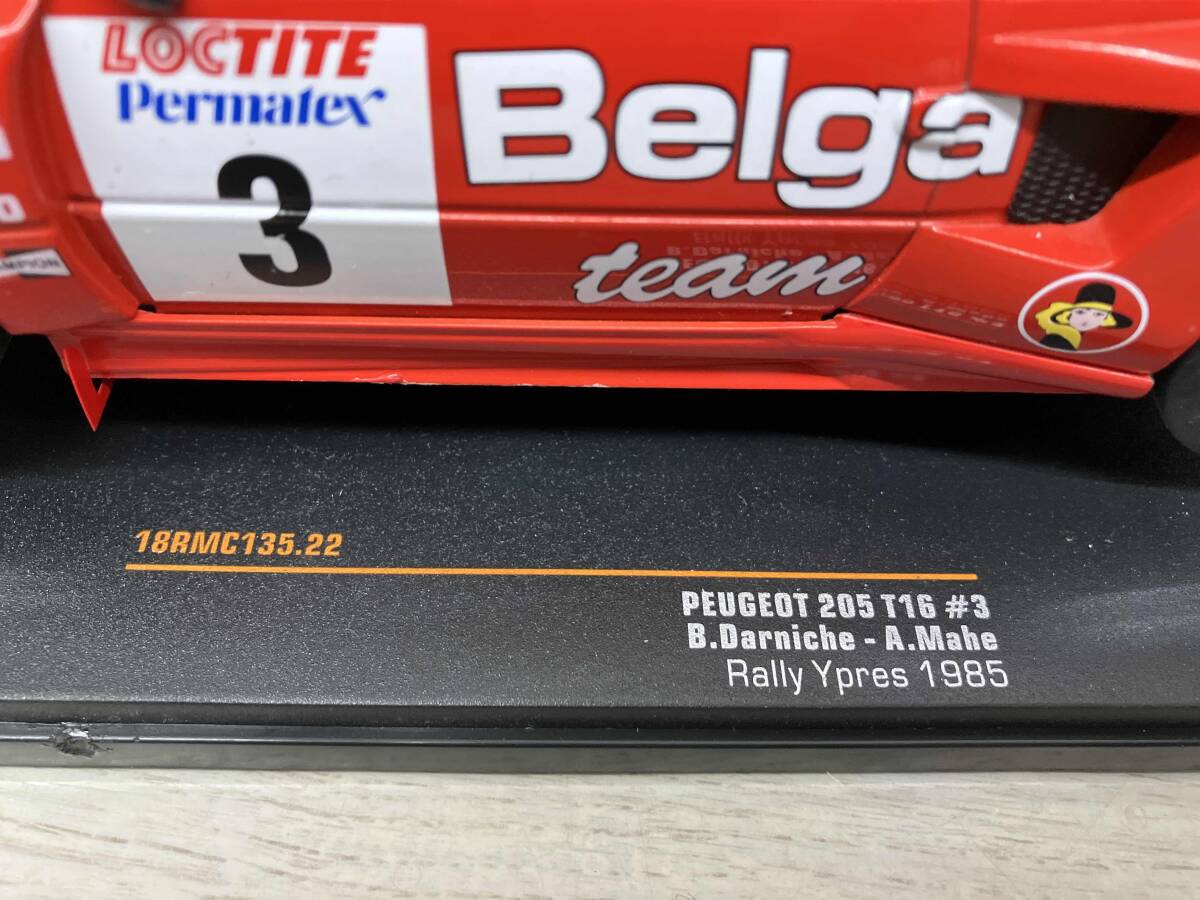 LOCTITE
Permatex
3
Belga
team
18RMC135.22
PEUGEOT 205 T16 #3
B.Darniche - A.Mahe
Rally Ypres 1985